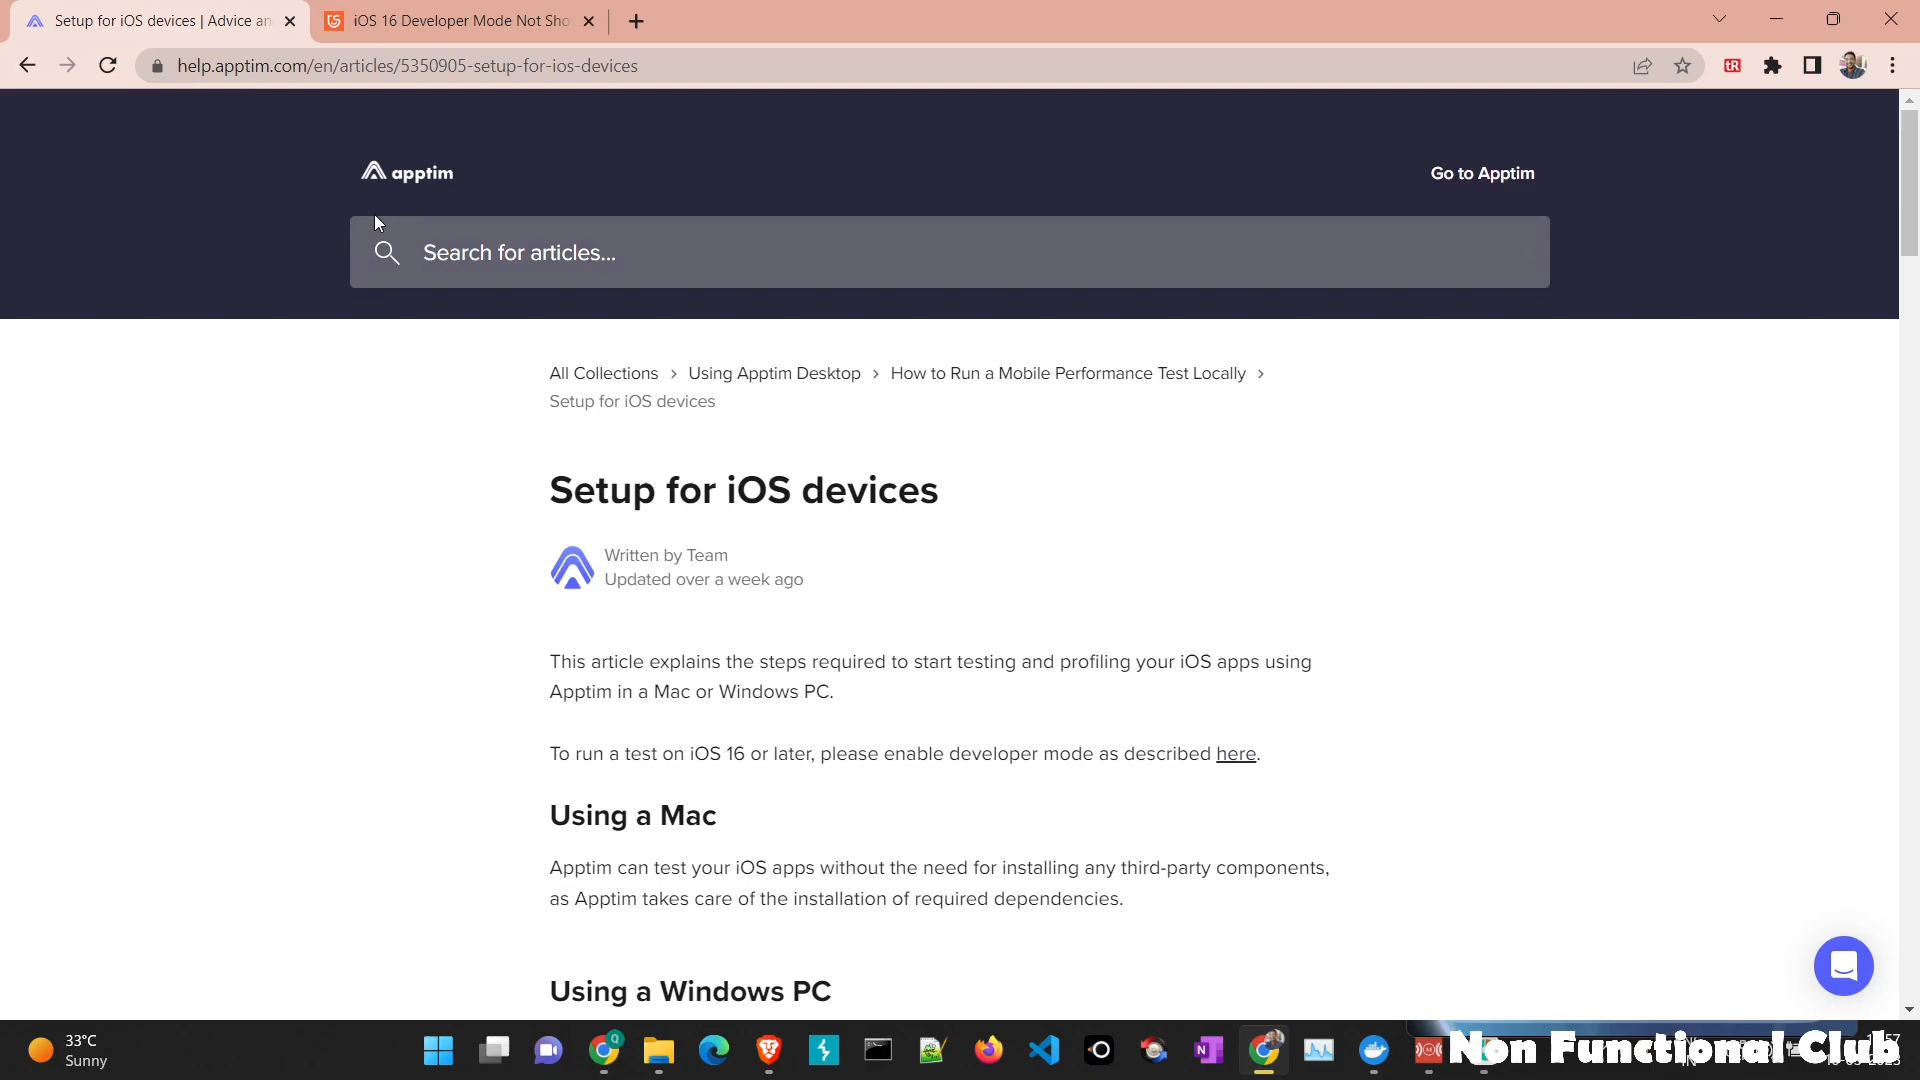 Setup for iOS devices | Advice an
iOS 16 Developer Mode Not Sho
help.apptim.com/en/articles/5350905-setup-for-ios-devices
tR
apptim
Go to Apptim
Search for articles...
All Collections > Using Apptim Desktop > How to Run a Mobile Performance Test Locally >
Setup for iOS devices
Setup for iOS devices
Written by Team
Updated over a week ago
This article explains the steps required to start testing and profiling your iOS apps using
Apptim in a Mac or Windows PC.
To run a test on iOS 16 or later, please enable developer mode as described here.
Using a Mac
Apptim can test your iOS apps without the need for installing any third-party components,
as Apptim takes care of the installation of required dependencies.
Using a Windows PC
33°C
Sunny
Non Functional Club